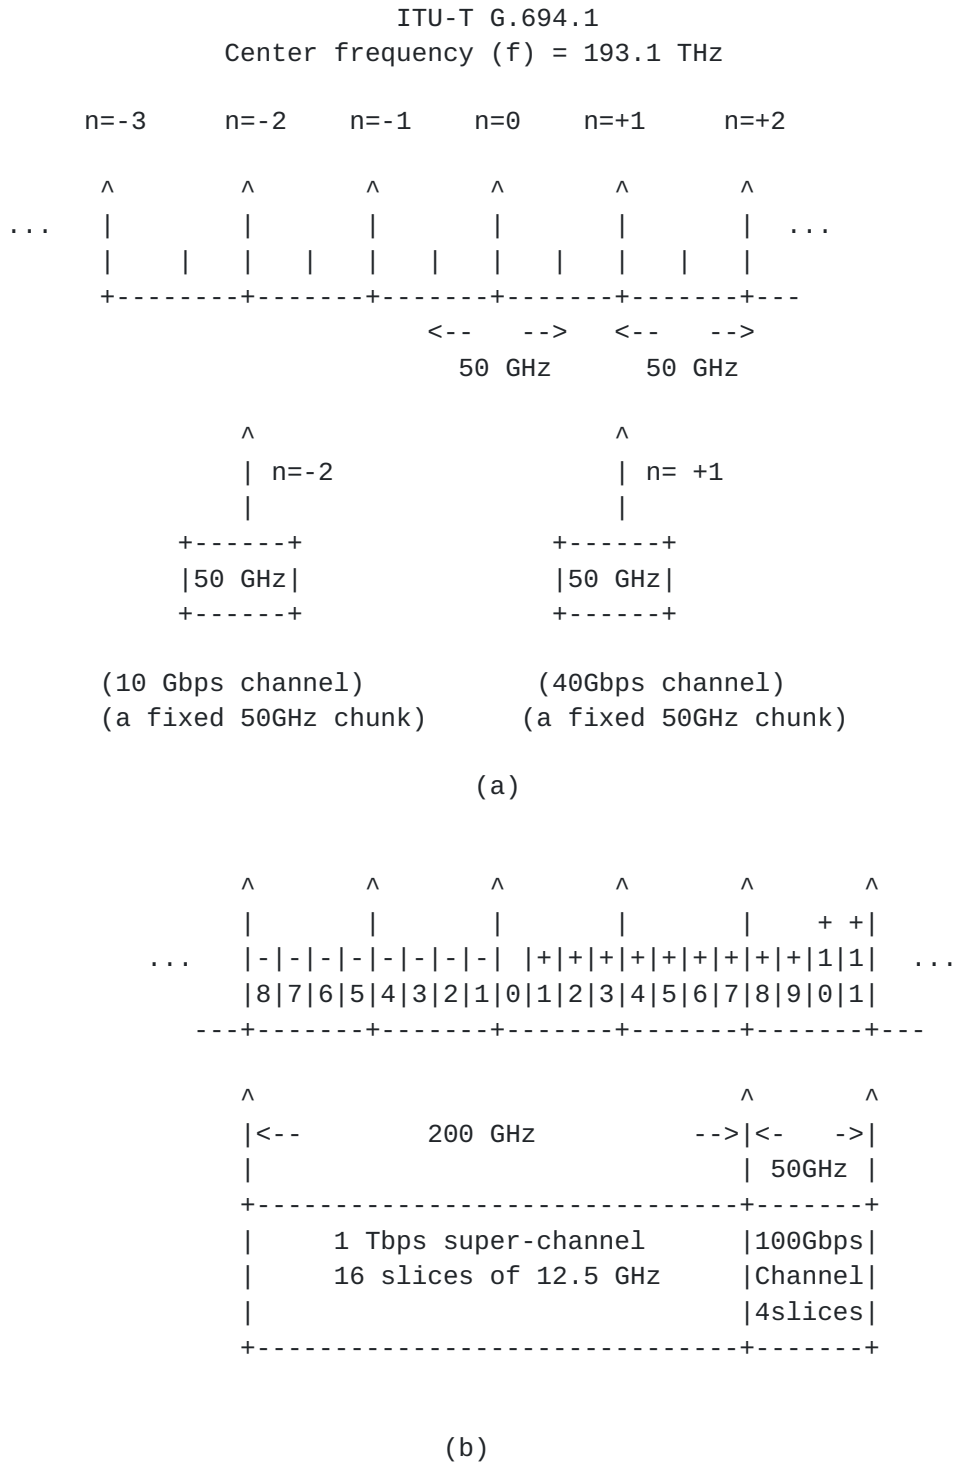 ITU-T G.694.1
              Center frequency (f) = 193.1 THz

     n=-3     n=-2    n=-1    n=0    n=+1     n=+2

      ^        ^       ^       ^       ^       ^
...   |        |       |       |       |       |  ...
      |    |   |   |   |   |   |   |   |   |   |
      +--------+-------+-------+-------+-------+---
                           <--   -->   <--   -->
                             50 GHz      50 GHz

               ^                       ^
               | n=-2                  | n= +1
               |                       |
           +------+                +------+
           |50 GHz|                |50 GHz|
           +------+                +------+

      (10 Gbps channel)           (40Gbps channel)
      (a fixed 50GHz chunk)      (a fixed 50GHz chunk)

                              (a)

               ^       ^       ^       ^       ^       ^
               |       |       |       |       |    + +|
         ...   |-|-|-|-|-|-|-|-| |+|+|+|+|+|+|+|+|+|1|1|  ...
               |8|7|6|5|4|3|2|1|0|1|2|3|4|5|6|7|8|9|0|1|
            ---+-------+-------+-------+-------+-------+---

               ^                               ^       ^
               |<--        200 GHz          -->|<-   ->|
               |                               | 50GHz |
               +-------------------------------+-------+
               |     1 Tbps super-channel      |100Gbps|
               |     16 slices of 12.5 GHz     |Channel|
               |                               |4slices|
               +-------------------------------+-------+

                            (b)